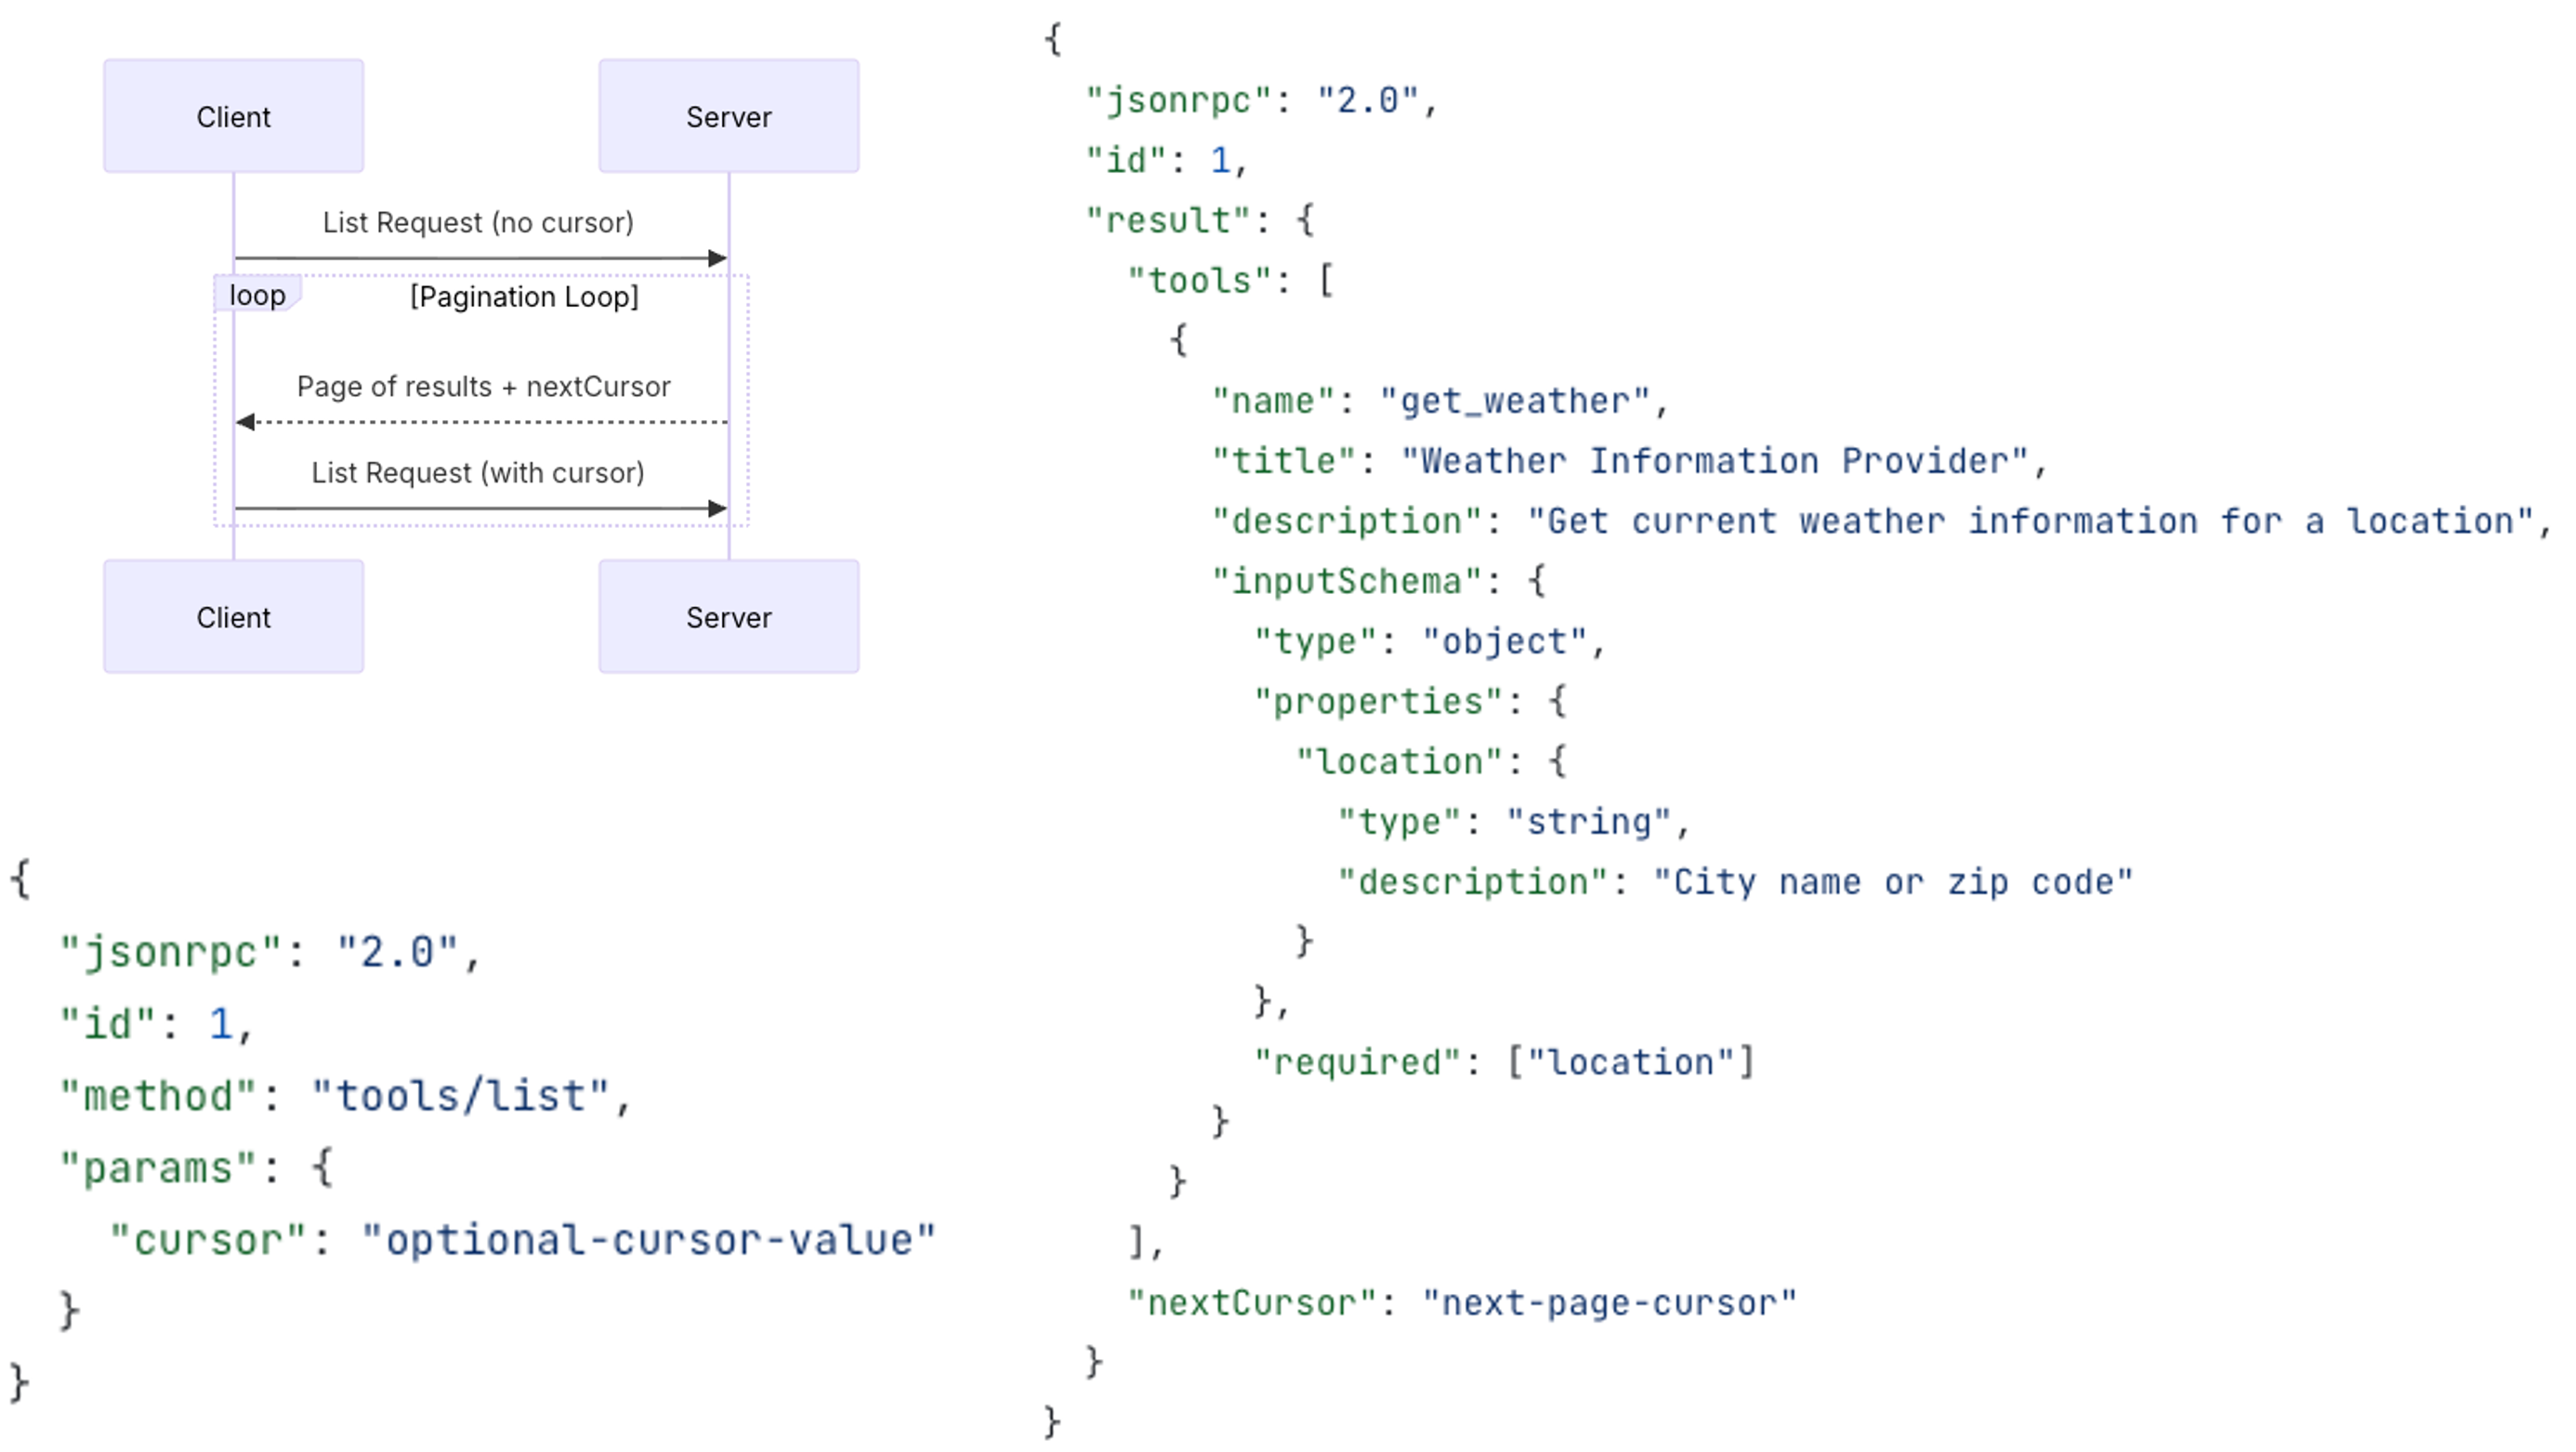 Client
Server
List Request (no cursor)
loop
[Pagination Loop]
Page of results + nextCursor
List Request (with cursor)
Client
Server
{
  "jsonrpc": "2.0",
  "id": 1,
  "method": "tools/list",
  "params": {
    "cursor": "optional-cursor-value"
  }
}
{
  "jsonrpc": "2.0",
  "id": 1,
  "result": {
    "tools": [
      {
        "name": "get_weather",
        "title": "Weather Information Provider",
        "description": "Get current weather information for a location",
        "inputSchema": {
          "type": "object",
          "properties": {
            "location": {
              "type": "string",
              "description": "City name or zip code"
            }
          },
          "required": ["location"]
        }
      }
    ],
    "nextCursor": "next-page-cursor"
  }
}